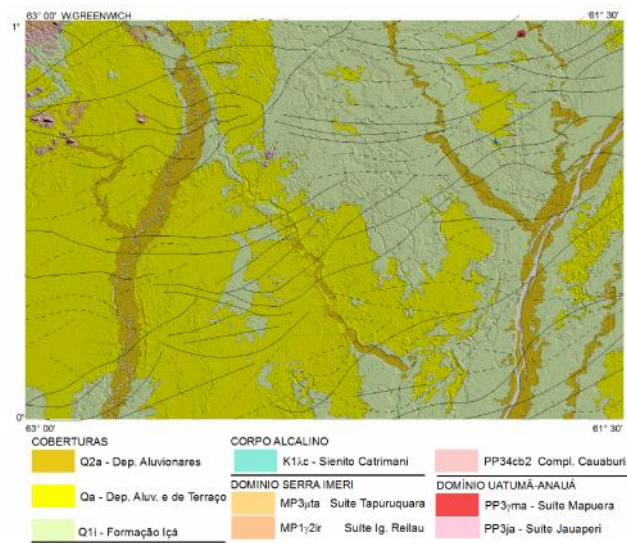 63° 00' W.GREENWICH 61° 30'
1°
0°
63° 00' 61° 30'
COBERTURAS
Q2a - Dep. Aluvionares
Qa - Dep. Aluv. e de Terraço
Q1i - Formação Içá
CORPO ALCALINO
K1λc - Sienito Catrimani
DOMINIO SERRA IMERI
MP3µta Suíte Tapuruquara
MP1γ2ir Suíte Ig. Reilau
PP34cb2 Compl. Cauaburi
DOMÍNIO UATUMÃ-ANAUÁ
PP3γma - Suíte Mapuera
PP3ja - Suíte Jauaperi